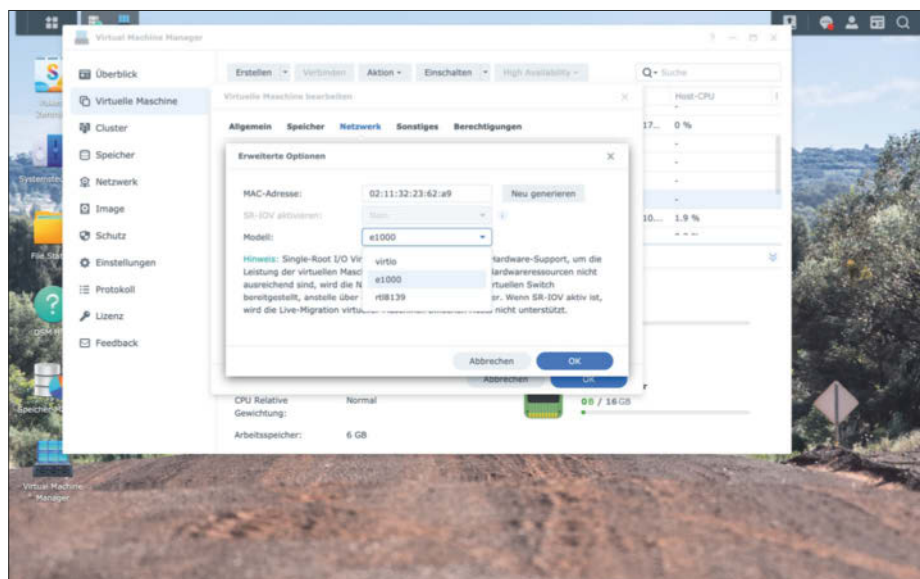 Virtual Machine Manager
Überblick
Virtuelle Maschine
Cluster
Speicher
Netzwerk
Image
Schutz
Einstellungen
Protokoll
Lizenz
Feedback
Erstellen
Verbinden
Aktion
Einschalten
High Availability
Suche
Virtuelle Maschine bearbeiten
Host-CPU
Allgemein Speicher Netzwerk Sonstiges Berechtigungen
17... 0 %
-
-
-
10... 1.9 %
Erweiterte Optionen
MAC-Adresse: 02:11:32:23:62:a9 Neu generieren
SR-IOV aktivieren: Nein
Modell: e1000
virtio
e1000
rtl8139
Hinweis: Single-Root I/O Hardware-Support, um die
Leistung der virtuellen Hardwareressourcen nicht
ausreichend sind, wird die Switch
bereitgestellt, anstelle über Wenn SR-IOV aktiv ist,
wird die Live-Migration nicht unterstützt.
Abbrechen OK
Abbrechen OK
CPU Relative Normal
Gewichtung:
0 B / 16 GB
Arbeitsspeicher: 6 GB
File
Virtual Machine
Manager